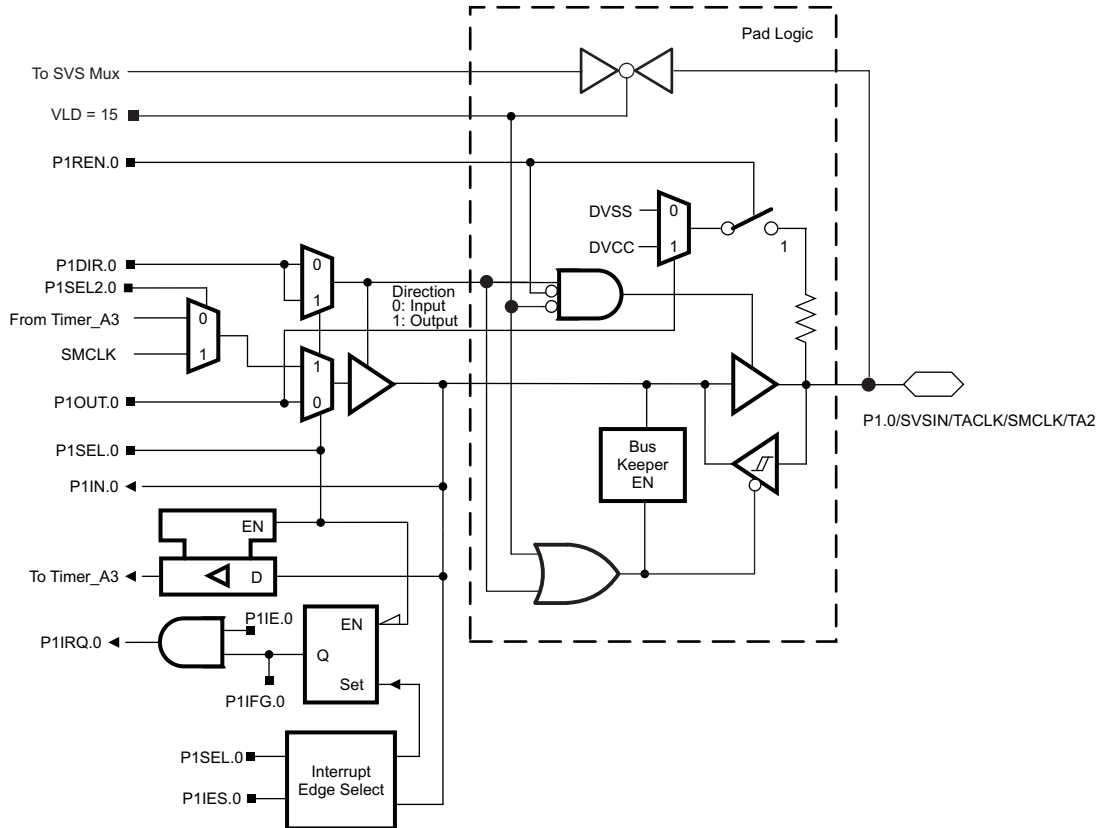 Pad Logic
To SVS Mux
VLD = 15
P1REN.0
DVSS
0
DVCC
1
1
P1DIR.0
0
P1SEL2.0
1
Direction
0: Input
1: Output
From Timer_A3
0
SMCLK
1
1
P1OUT.0
0
P1.0/SVSIN/TACLK/SMCLK/TA2
Bus
Keeper
EN
P1SEL.0
P1IN.0
EN
To Timer_A3
D
P1IE.0
EN
P1IRQ.0
Q
Set
P1IFG.0
P1SEL.0
Interrupt
Edge Select
P1IES.0